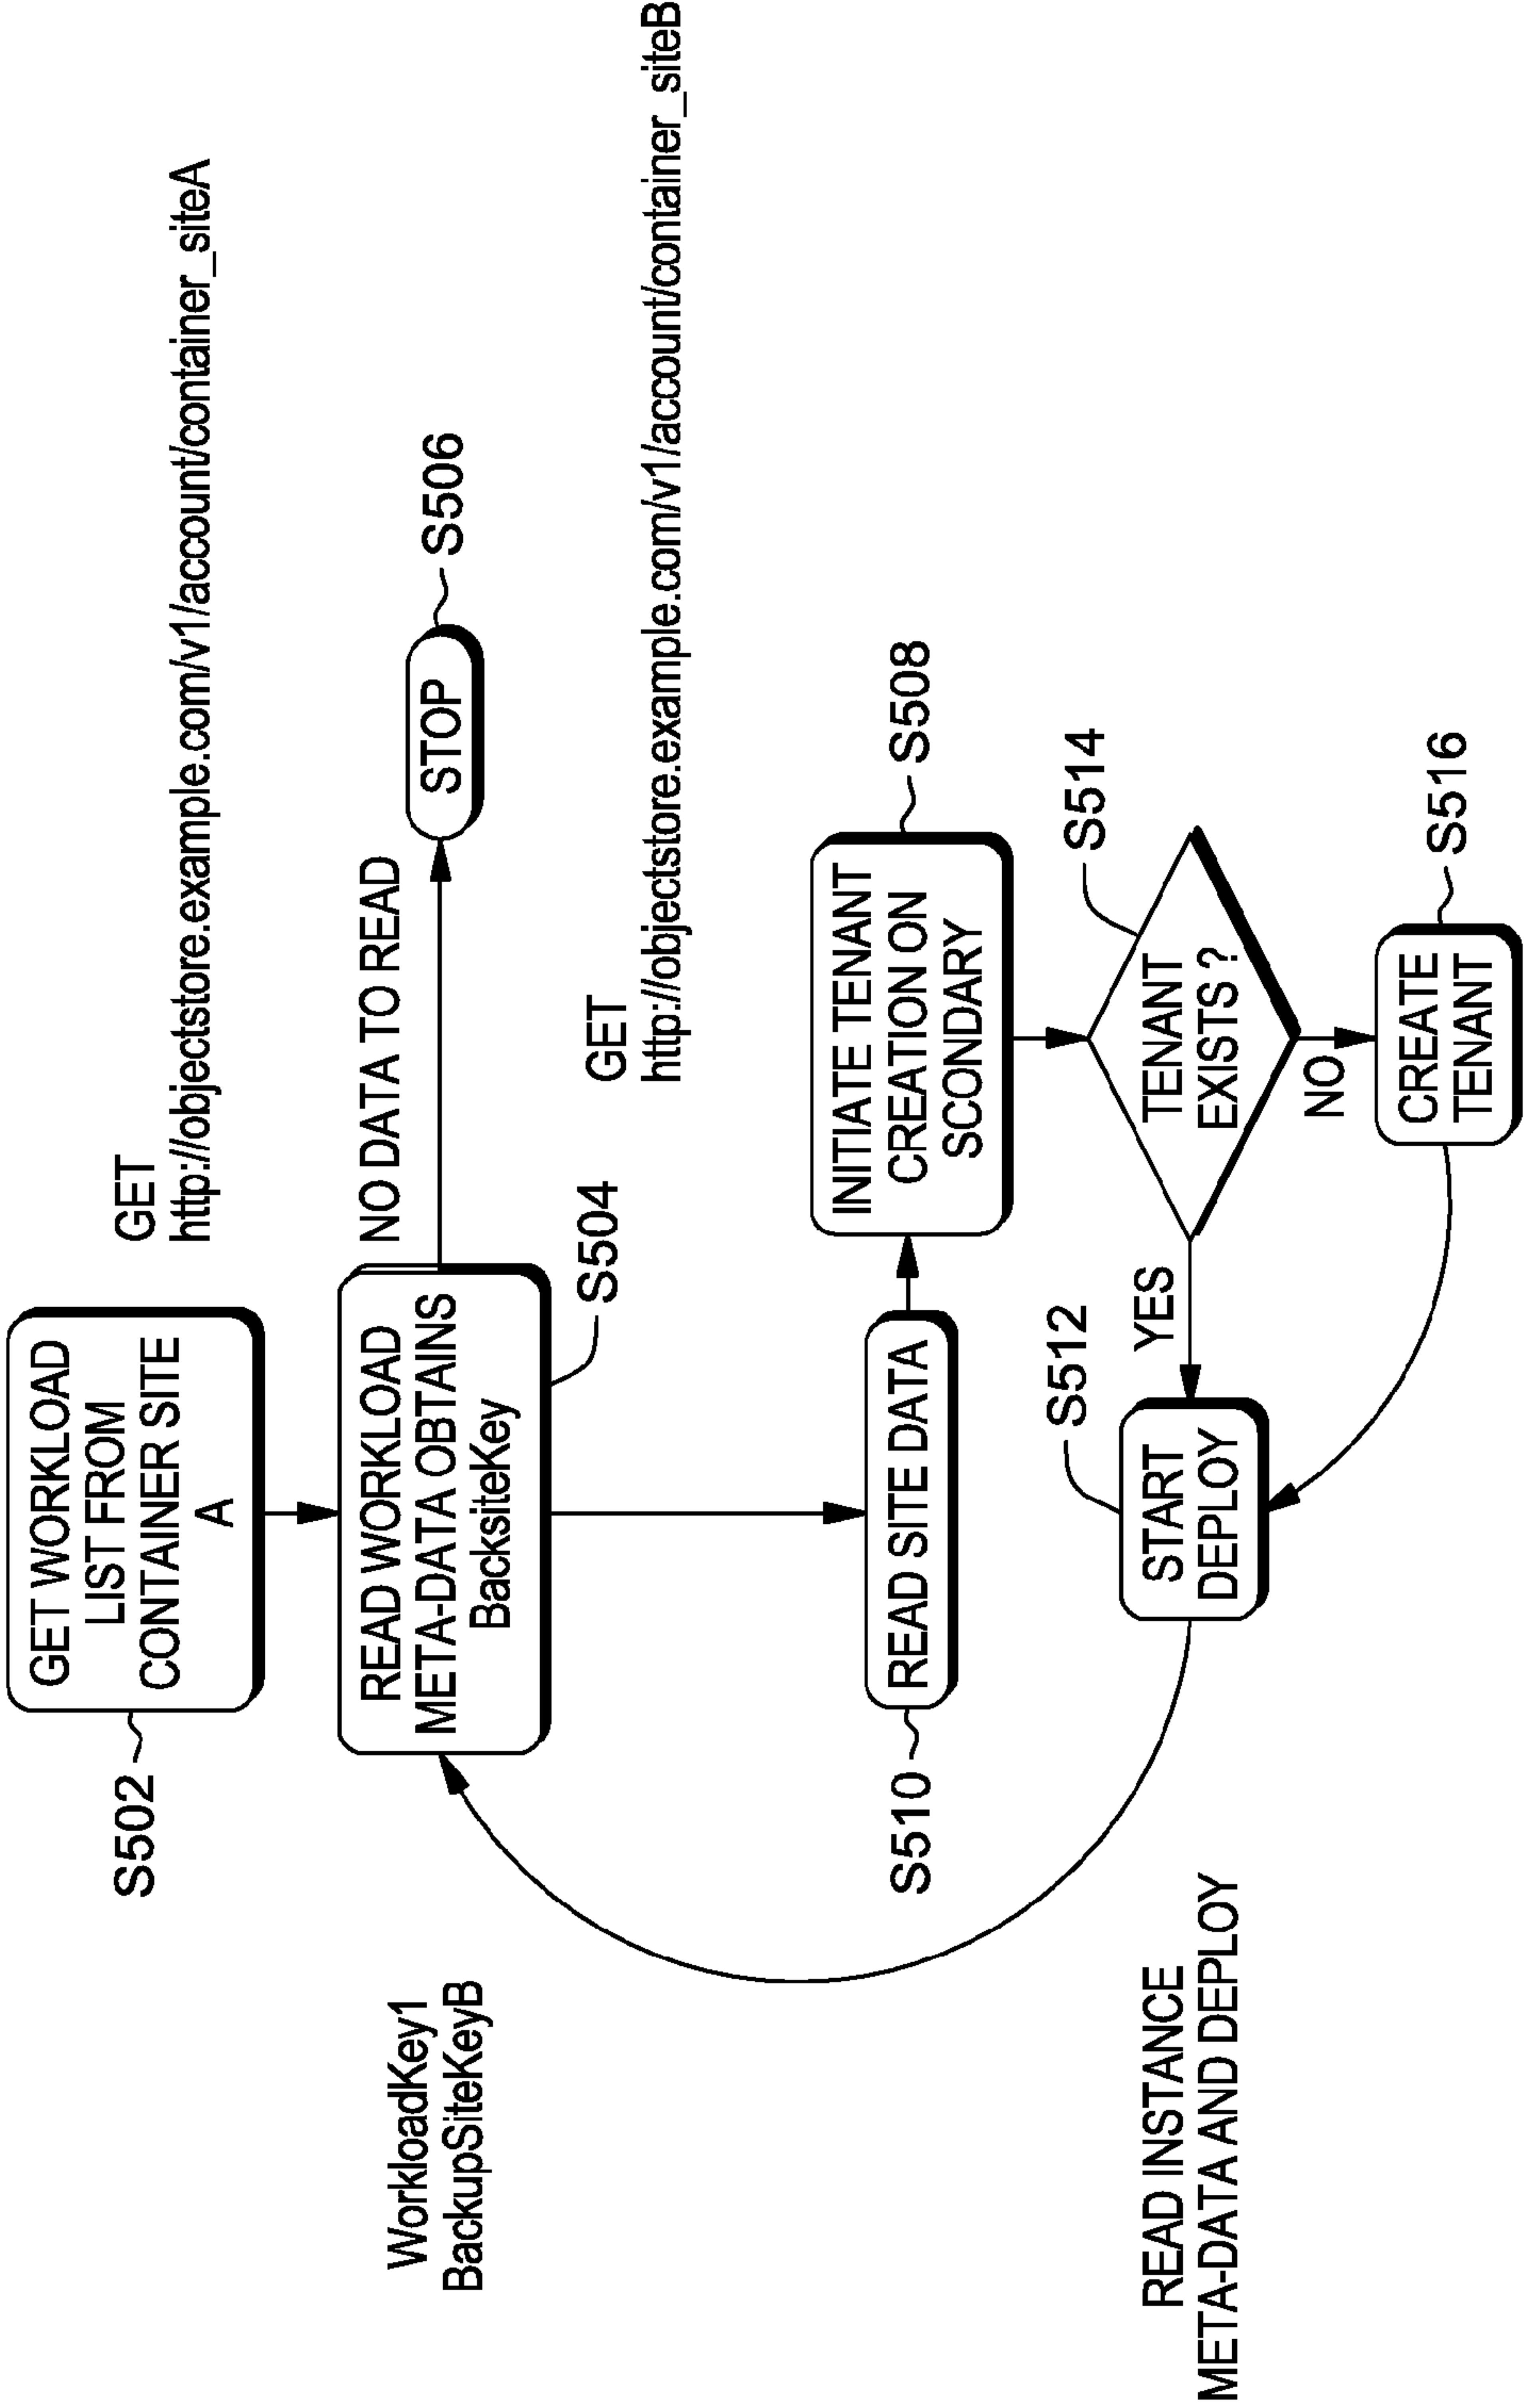 GET WORKLOAD
LIST FROM
CONTAINER SITE
A
S502
GET
http://objectstore.example.com/v1/account/container_siteA
WorkloadKey1
BackupSiteKeyB
READ WORKLOAD
META-DATA OBTAINS
BacksiteKey
S504
NO DATA TO READ
STOP
S506
GET
http://objectstore.example.com/v1/account/container_siteB
S510
READ SITE DATA
INITIATE TENANT
CREATION ON
SCONDARY
S508
READ INSTANCE
META-DATA AND DEPLOY
S512
START
DEPLOY
YES
TENANT
EXISTS ?
S514
NO
CREATE
TENANT
S516